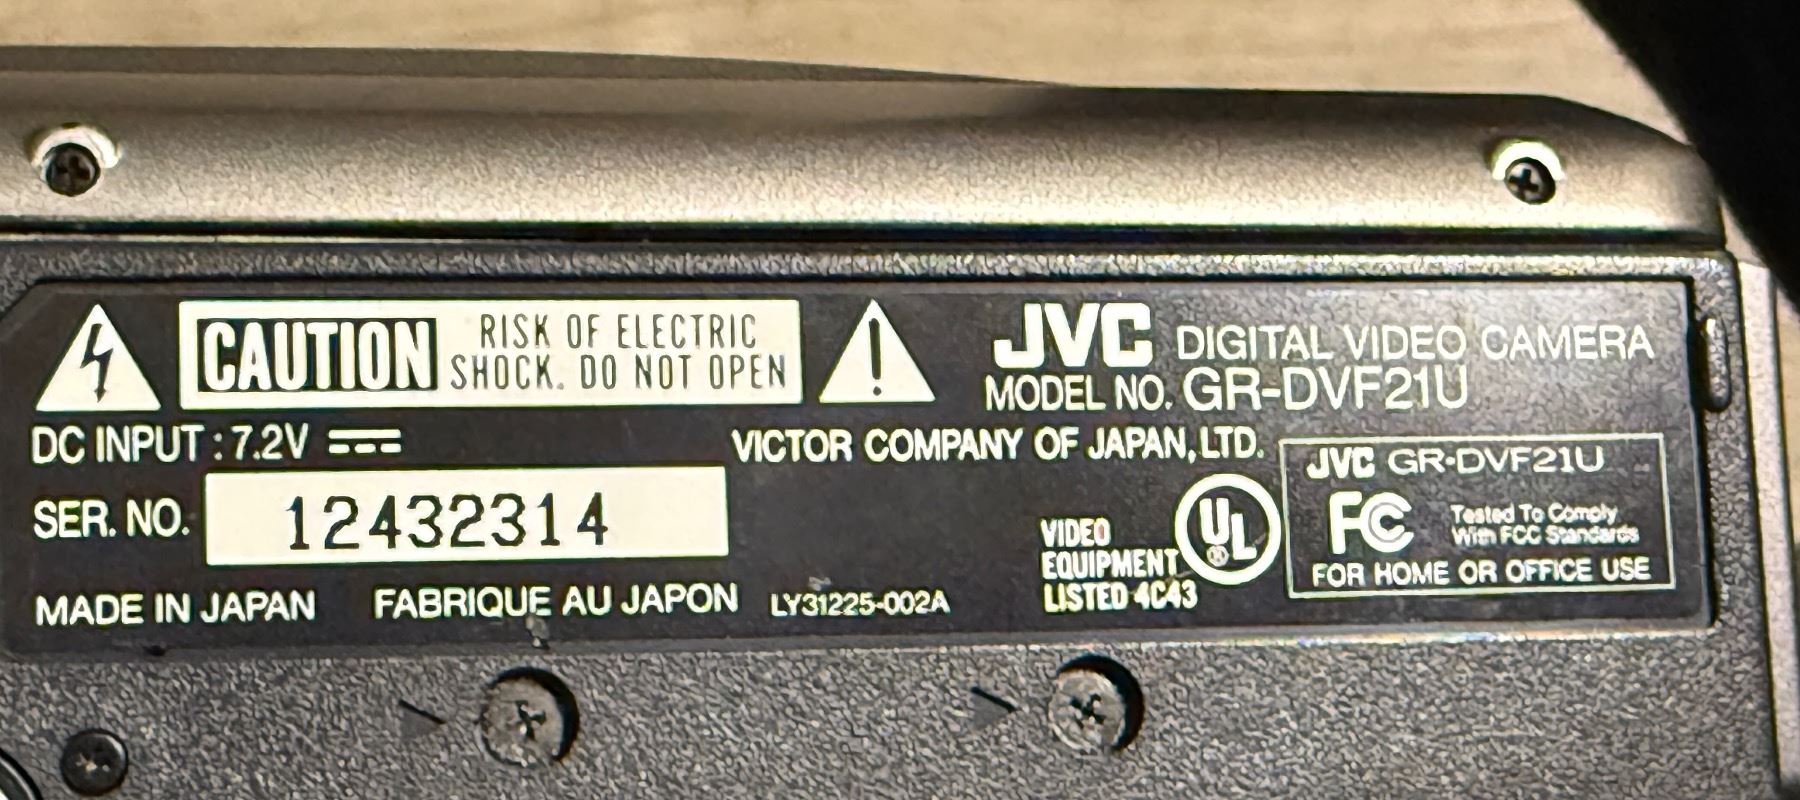 CAUTION RISK OF ELECTRIC SHOCK. DO NOT OPEN
JVC DIGITAL VIDEO CAMERA
MODEL NO. GR-DVF21U
DC INPUT : 7.2V
VICTOR COMPANY OF JAPAN, LTD.
SER. NO. 12432314
MADE IN JAPAN FABRIQUE AU JAPON LY31225-002A
VIDEO
EQUIPMENT
LISTED 4C43
UL ®
JVC GR-DVF21U
FC Tested To Comply
With FCC Standards
FOR HOME OR OFFICE USE